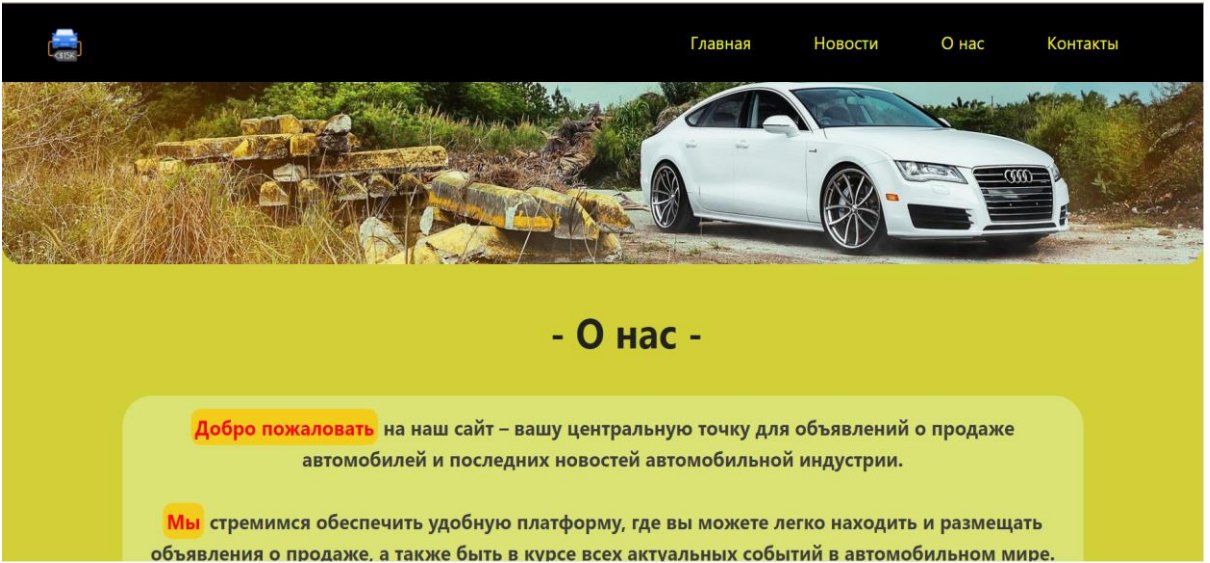 Главная Новости О нас Контакты
- О нас -
Добро пожаловать на наш сайт – вашу центральную точку для объявлений о продаже
автомобилей и последних новостей автомобильной индустрии.
Мы стремимся обеспечить удобную платформу, где вы можете легко находить и размещать
объявления о продаже, а также быть в курсе всех актуальных событий в автомобильном мире.